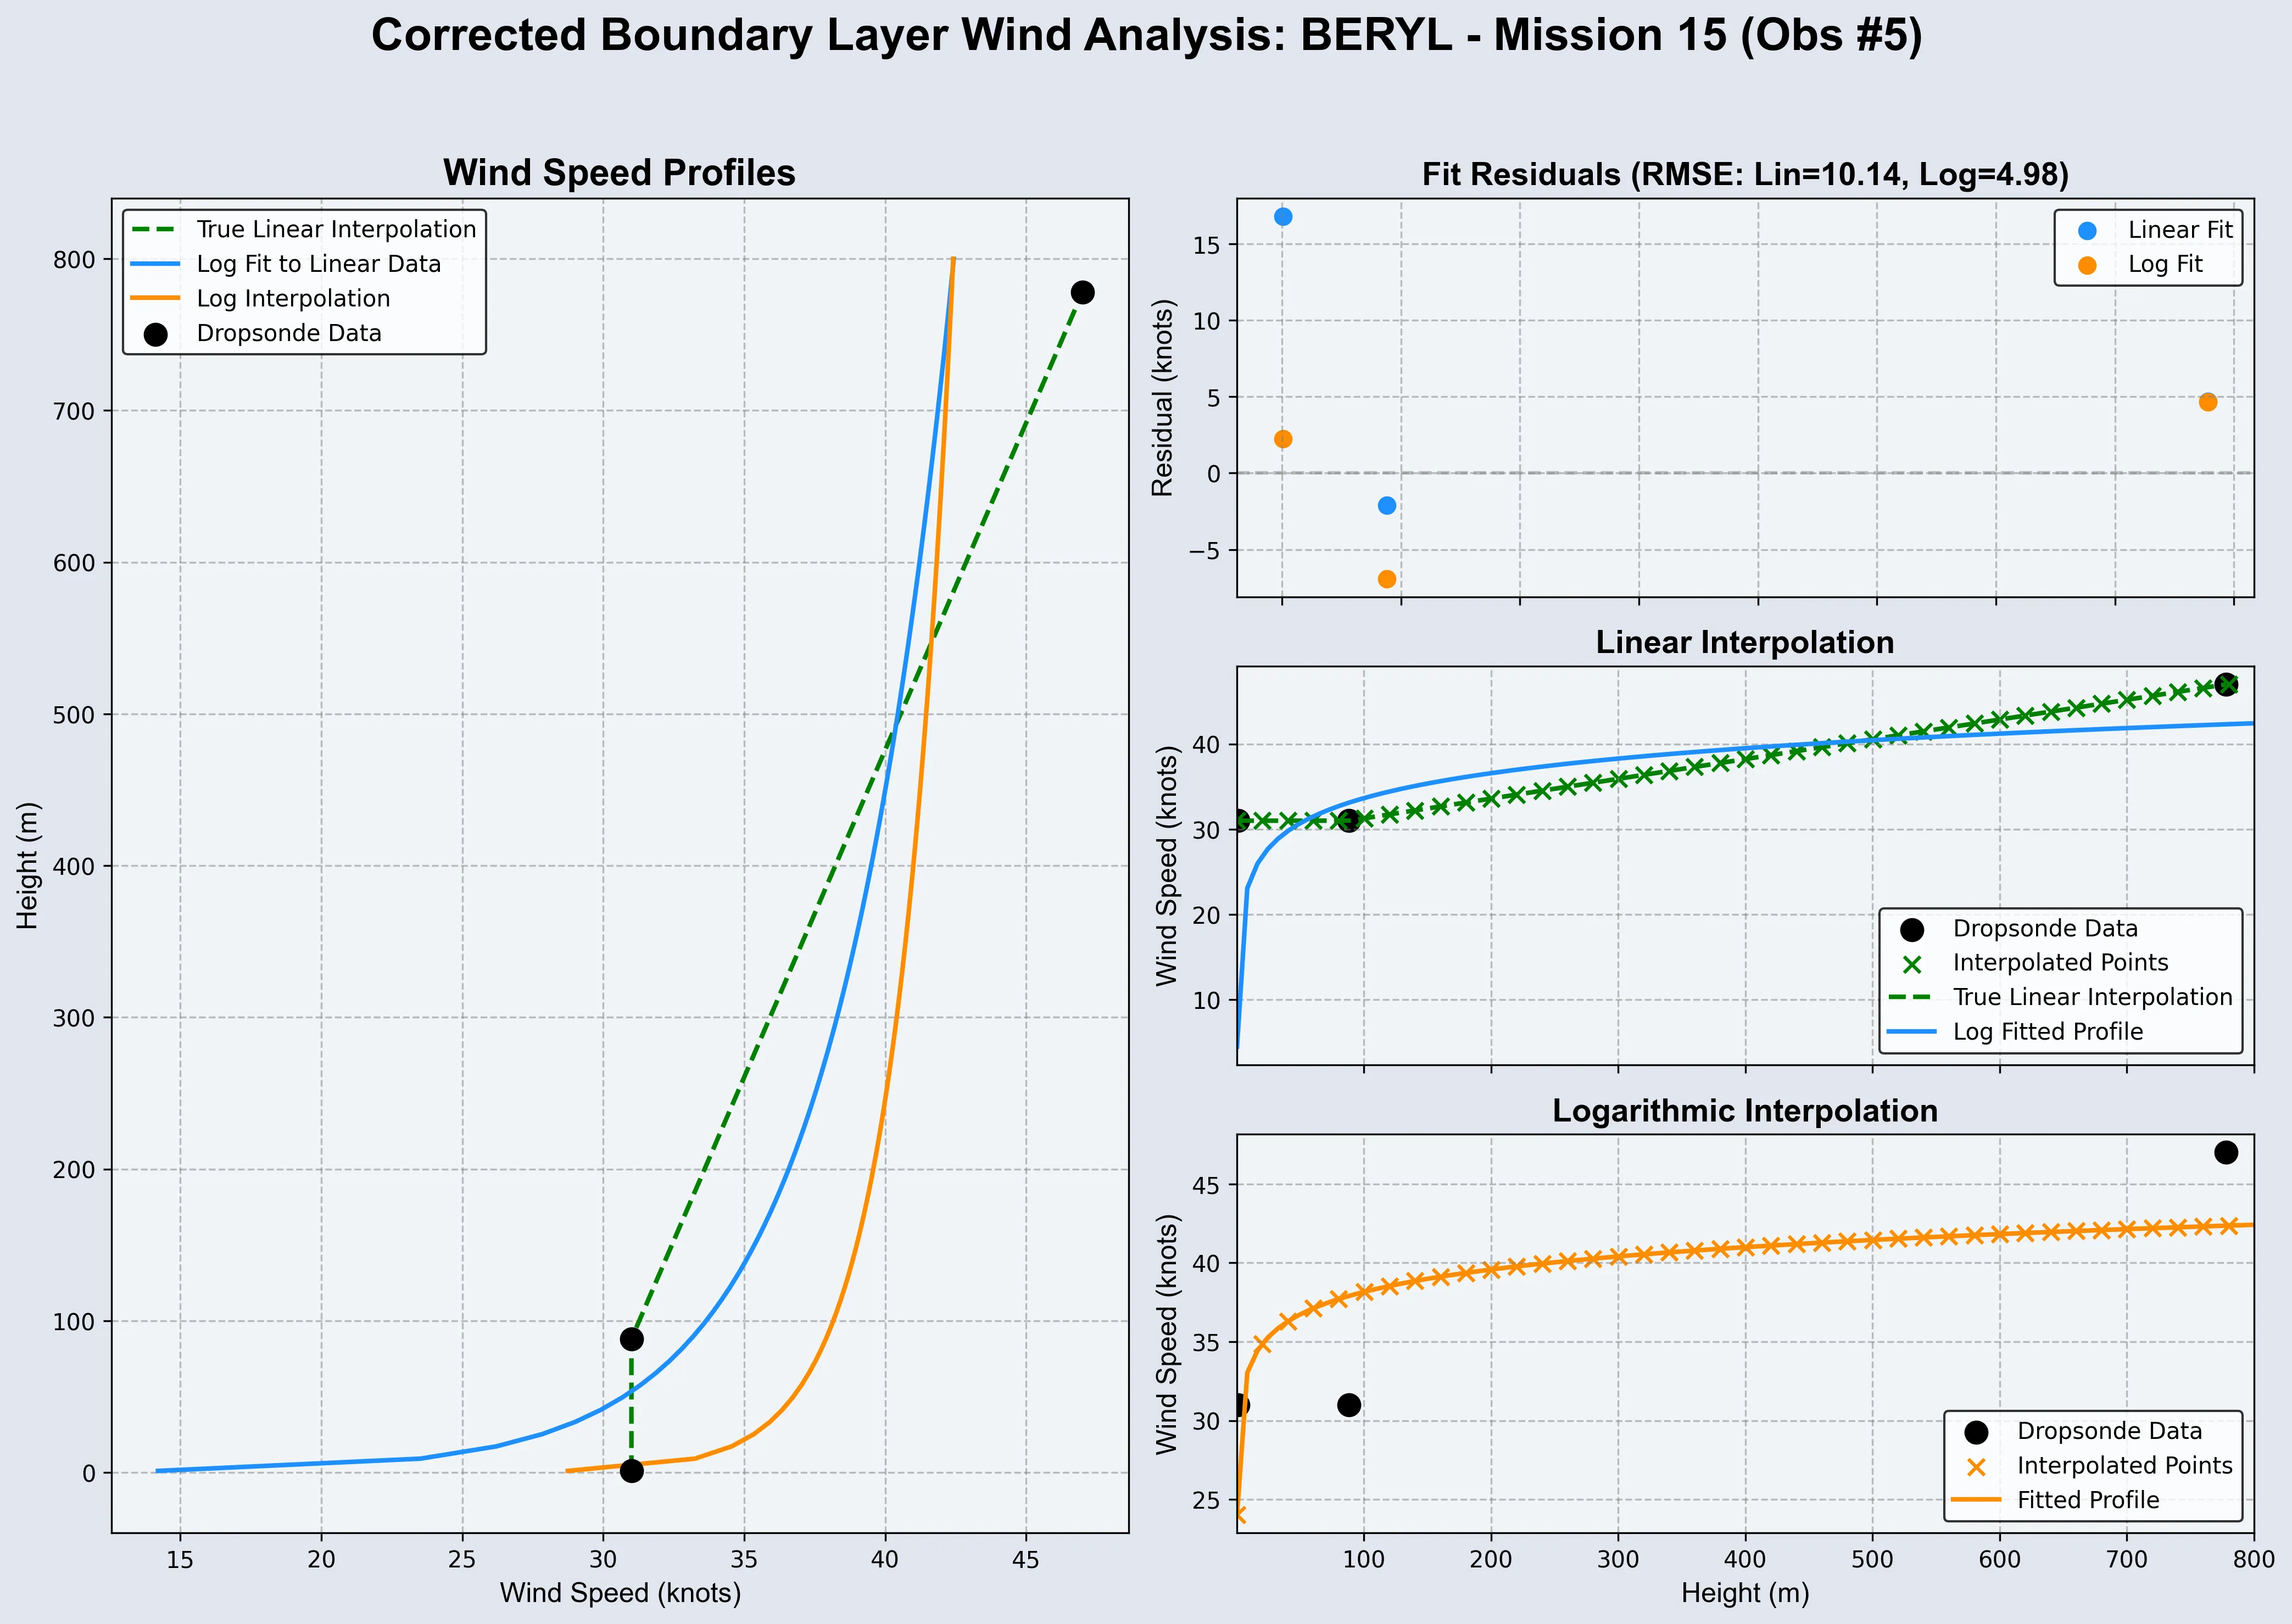 Corrected Boundary Layer Wind Analysis: BERYL - Mission 15 (Obs #5)
Wind Speed Profiles
True Linear Interpolation
Log Fit to Linear Data
Log Interpolation
Dropsonde Data
Height (m)
800
700
600
500
400
300
200
100
0
15
20
25
30
35
40
45
Wind Speed (knots)
Fit Residuals (RMSE: Lin=10.14, Log=4.98)
Linear Fit
Log Fit
Residual (knots)
15
10
5
0
−5
Linear Interpolation
Wind Speed (knots)
40
30
20
10
Dropsonde Data
Interpolated Points
True Linear Interpolation
Log Fitted Profile
Logarithmic Interpolation
Wind Speed (knots)
45
40
35
30
25
Dropsonde Data
Interpolated Points
Fitted Profile
100
200
300
400
500
600
700
800
Height (m)